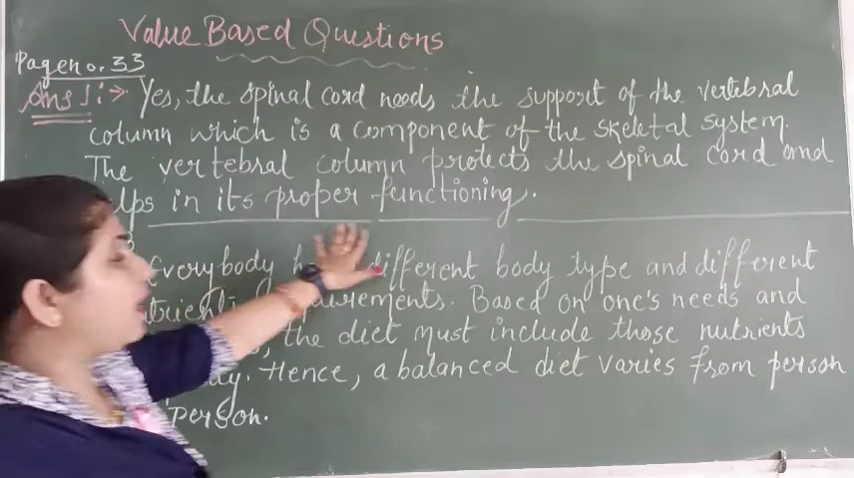 Value Based Questions
Pageno. 33
Ans 1:→ Yes, the spinal cord needs the support of the vertebral
column which is a component of the skeletal system.
The vertebral column protects the spinal cord and
lps in its proper functioning.
Everybody different body type and different
Based on one's needs and
the diet must include those nutrients
Hence, a balanced diet varies from person
person.